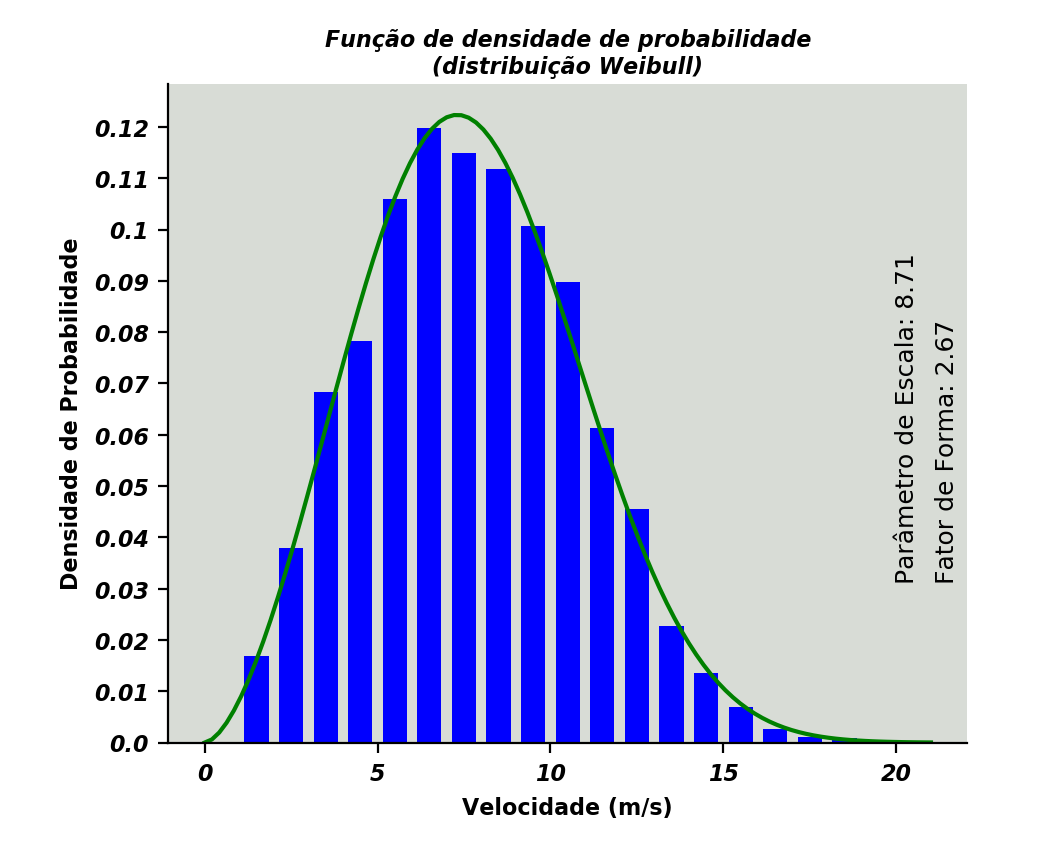 Função de densidade de probabilidade
(distribuição Weibull)
Densidade de Probabilidade
0.12
0.11
0.1
0.09
0.08
0.07
0.06
0.05
0.04
0.03
0.02
0.01
0.0
Parâmetro de Escala: 8.71
Fator de Forma: 2.67
0 5 10 15 20
Velocidade (m/s)